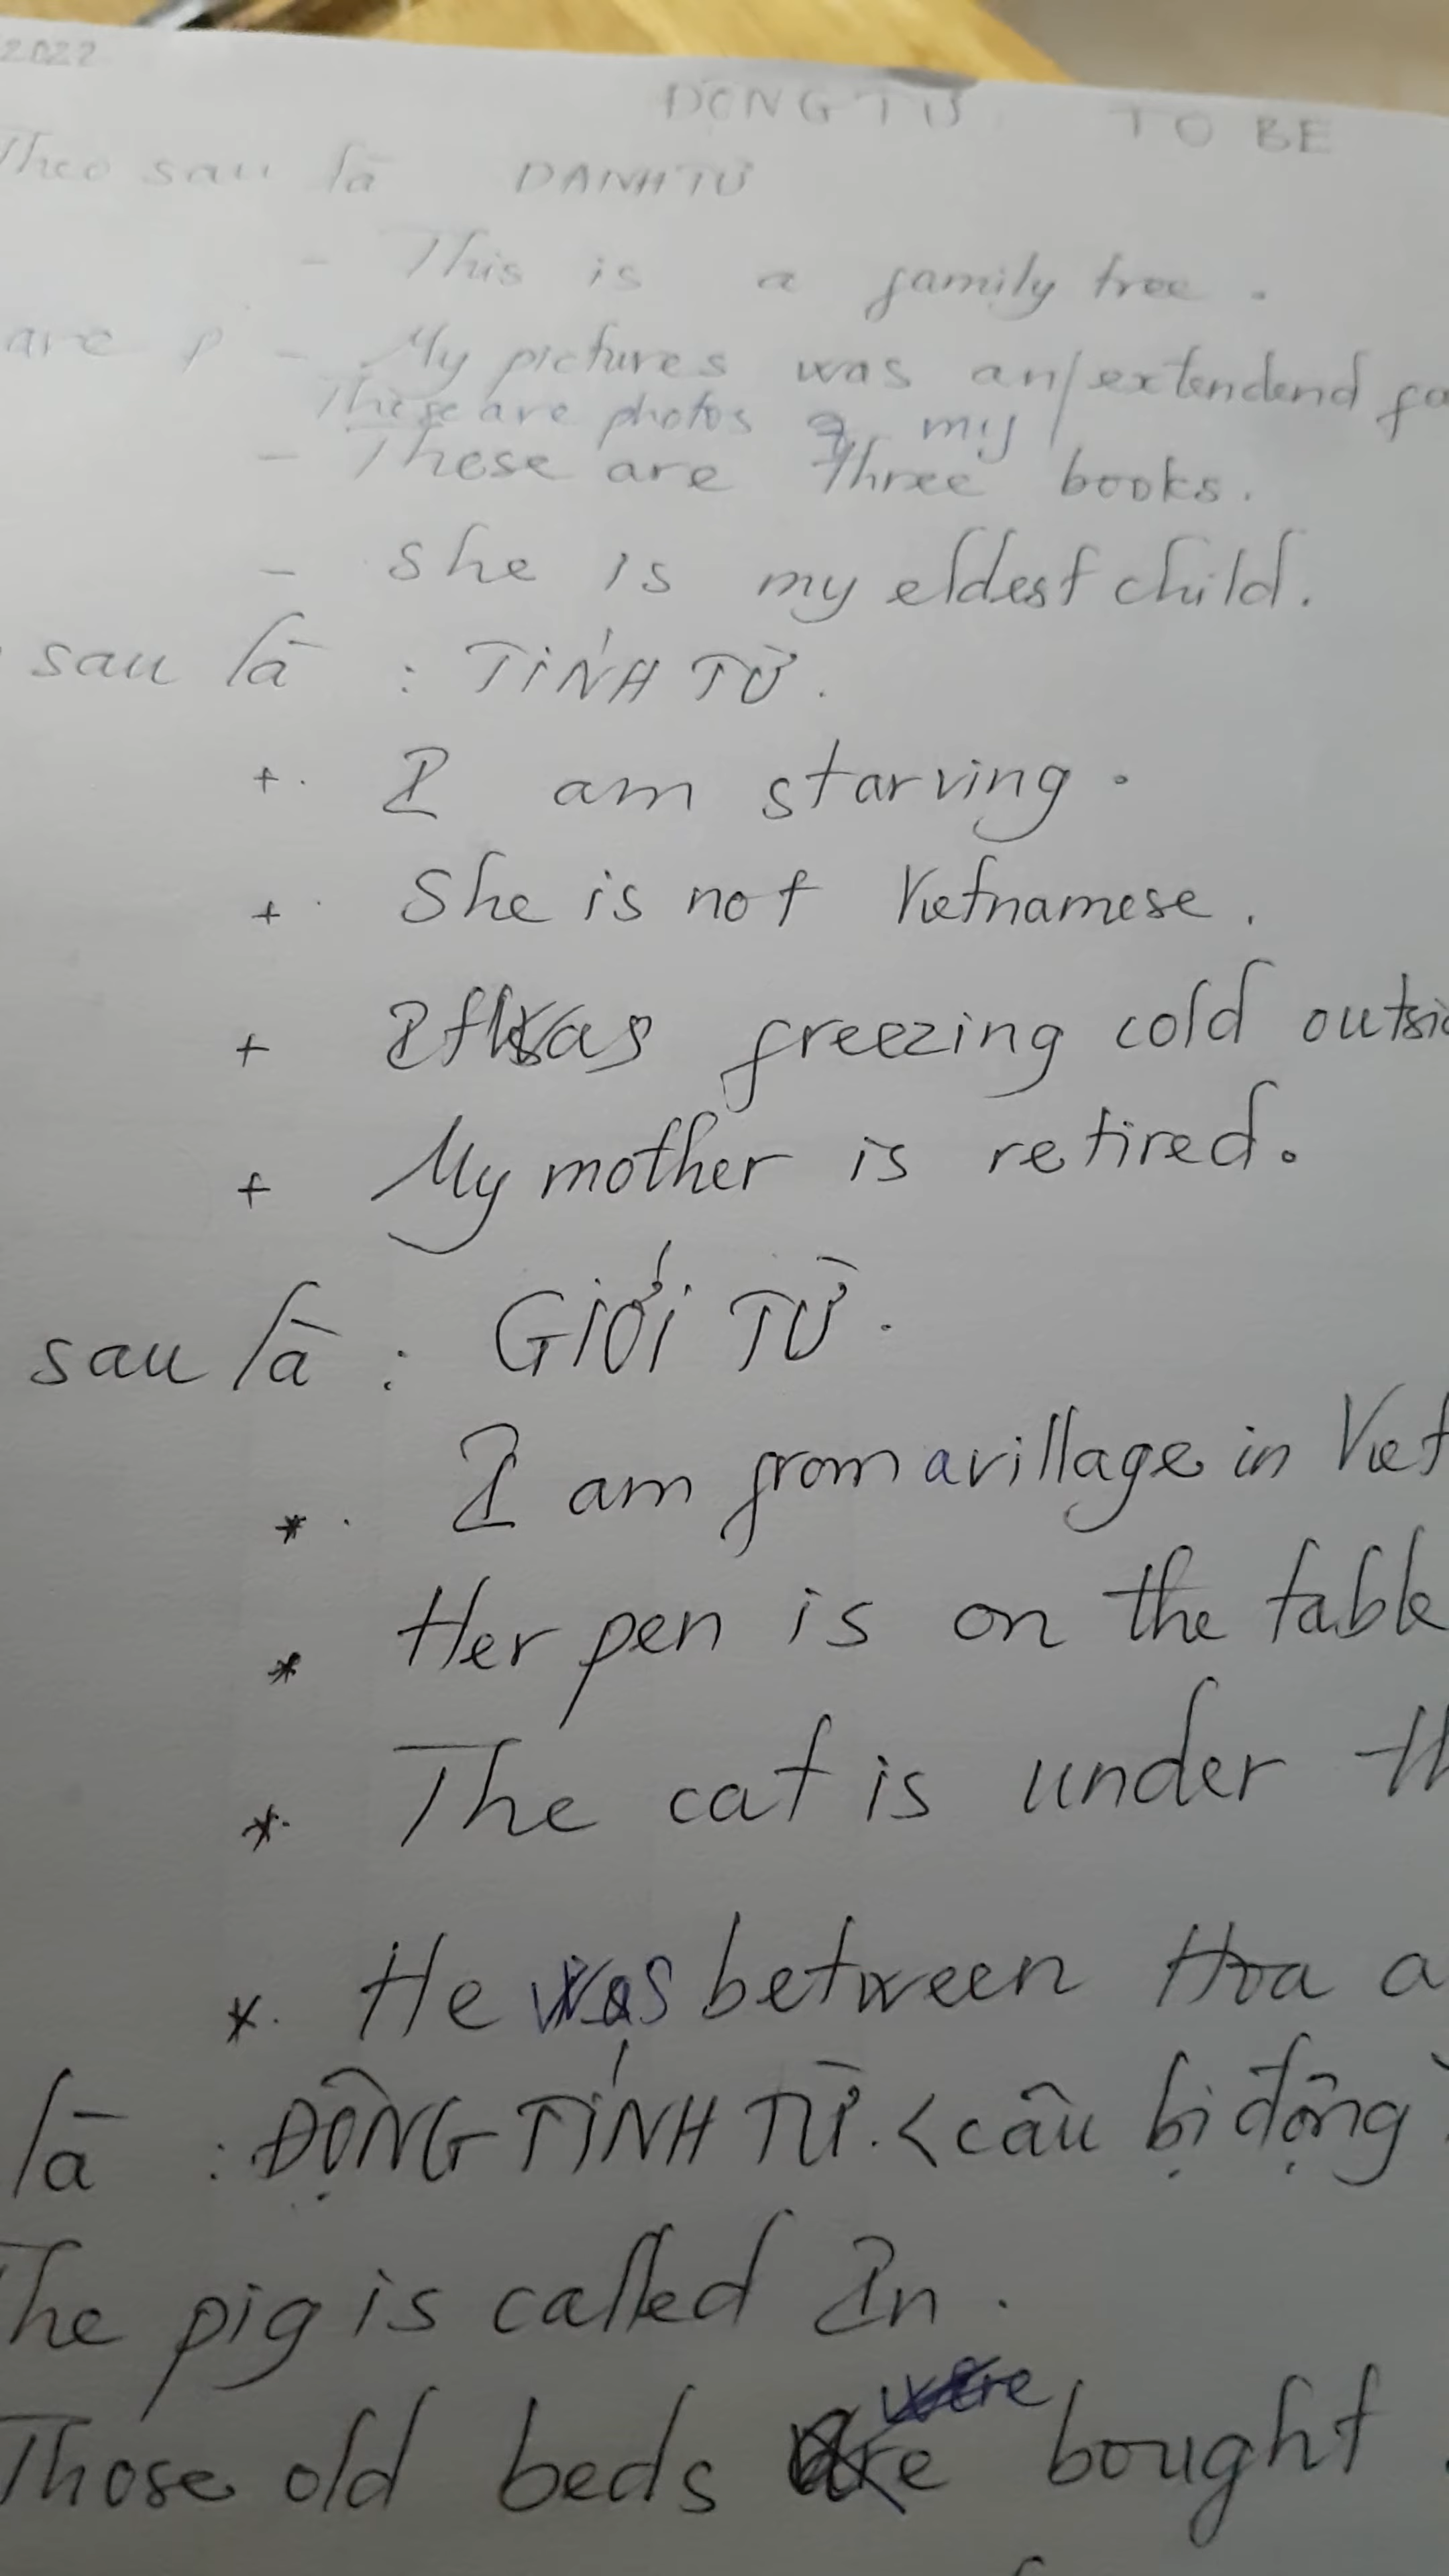 2022
ĐỘNG TỪ TO BE
Theo sau là DANH TỪ
- This is a family tree.
are - My pictures was an/extendend fa
These are photos of my
- These are three books.
- She is my eldest child.
sau là : TÍNH TỪ.
+. I am starving.
+. She is not Vietnamese.
+ It was freezing cold outsid
+ My mother is retired.
sau là : GIỚI TỪ.
*. I am from a village in Viet
* Her pen is on the table
*. The cat is under th
*. He was between Hoa a
là : ĐỘNG TÍNH TỪ. < câu bị động
The pig is called In.
were
Those old beds are bought